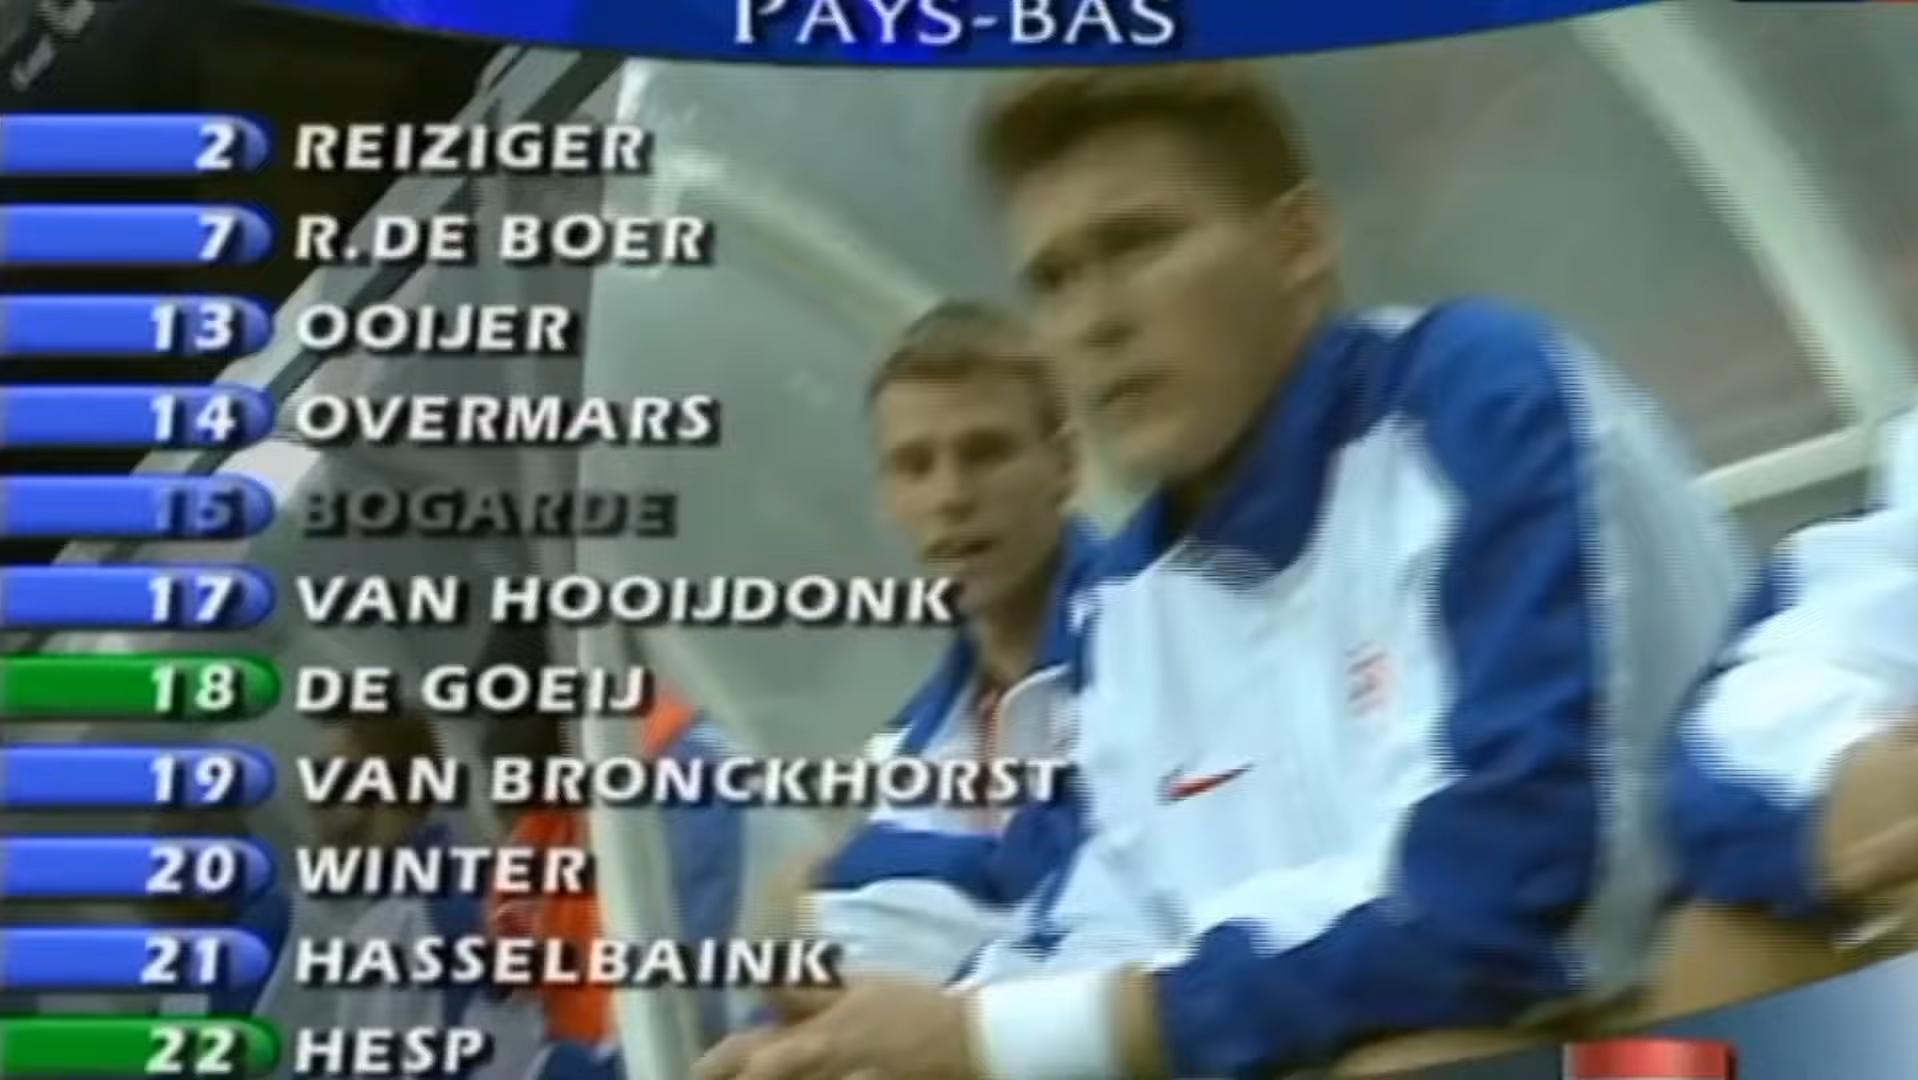 PAYS-BAS
2 REIZIGER
7 R.DE BOER
13 OOIJER
14 OVERMARS
15 BOGARDE
17 VAN HOOIJDONK
18 DE GOEIJ
19 VAN BRONCKHORST
20 WINTER
21 HASSELBAINK
22 HESP